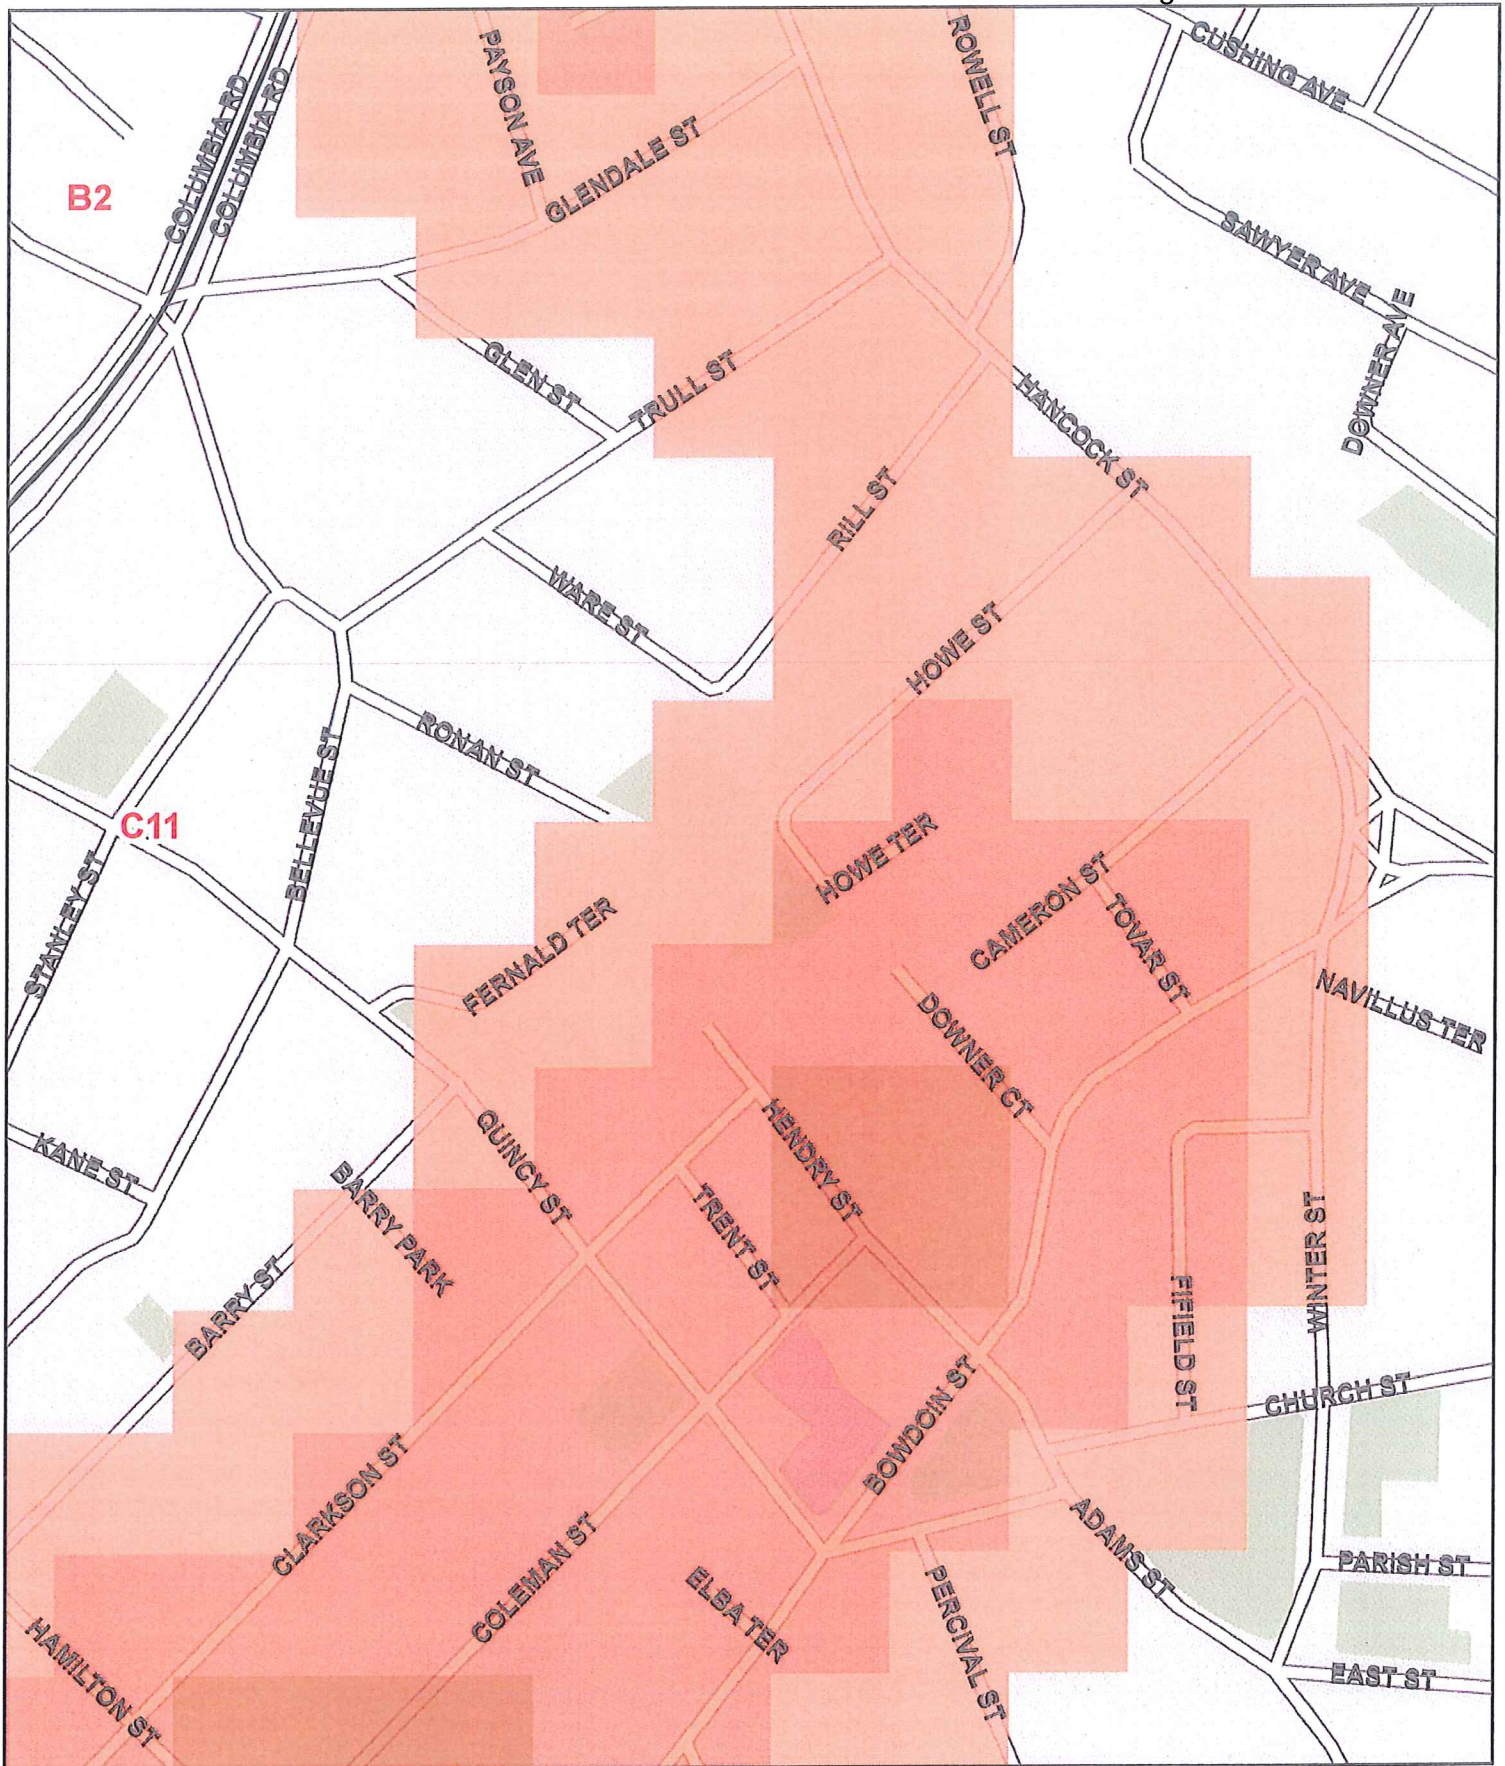 CUSHING AVE
PAYSON AVE
ROWELL ST
COLUMBIA RD
COLUMBIA RD
GLENDALE ST
B2
SAWYER AVE
DOWNER AVE
GLEN ST
TRULL ST
HANCOCK ST
RILL ST
WARE ST
HOWE ST
RONAN ST
BELLEVUE ST
C11
HOWE TER
STANLEY ST
CAMERON ST
TOVAR ST
FERNALD TER
NAVILLUS TER
DOWNER CT
HENDRY ST
QUINCY ST
KANE ST
BARRY PARK
TRENT ST
WINTER ST
FIFIELD ST
BARRY ST
CHURCH ST
BOWDOIN ST
CLARKSON ST
COLEMAN ST
ADAMS ST
PARISH ST
ELBA TER
PERCIVAL ST
HAMILTON ST
EAST ST